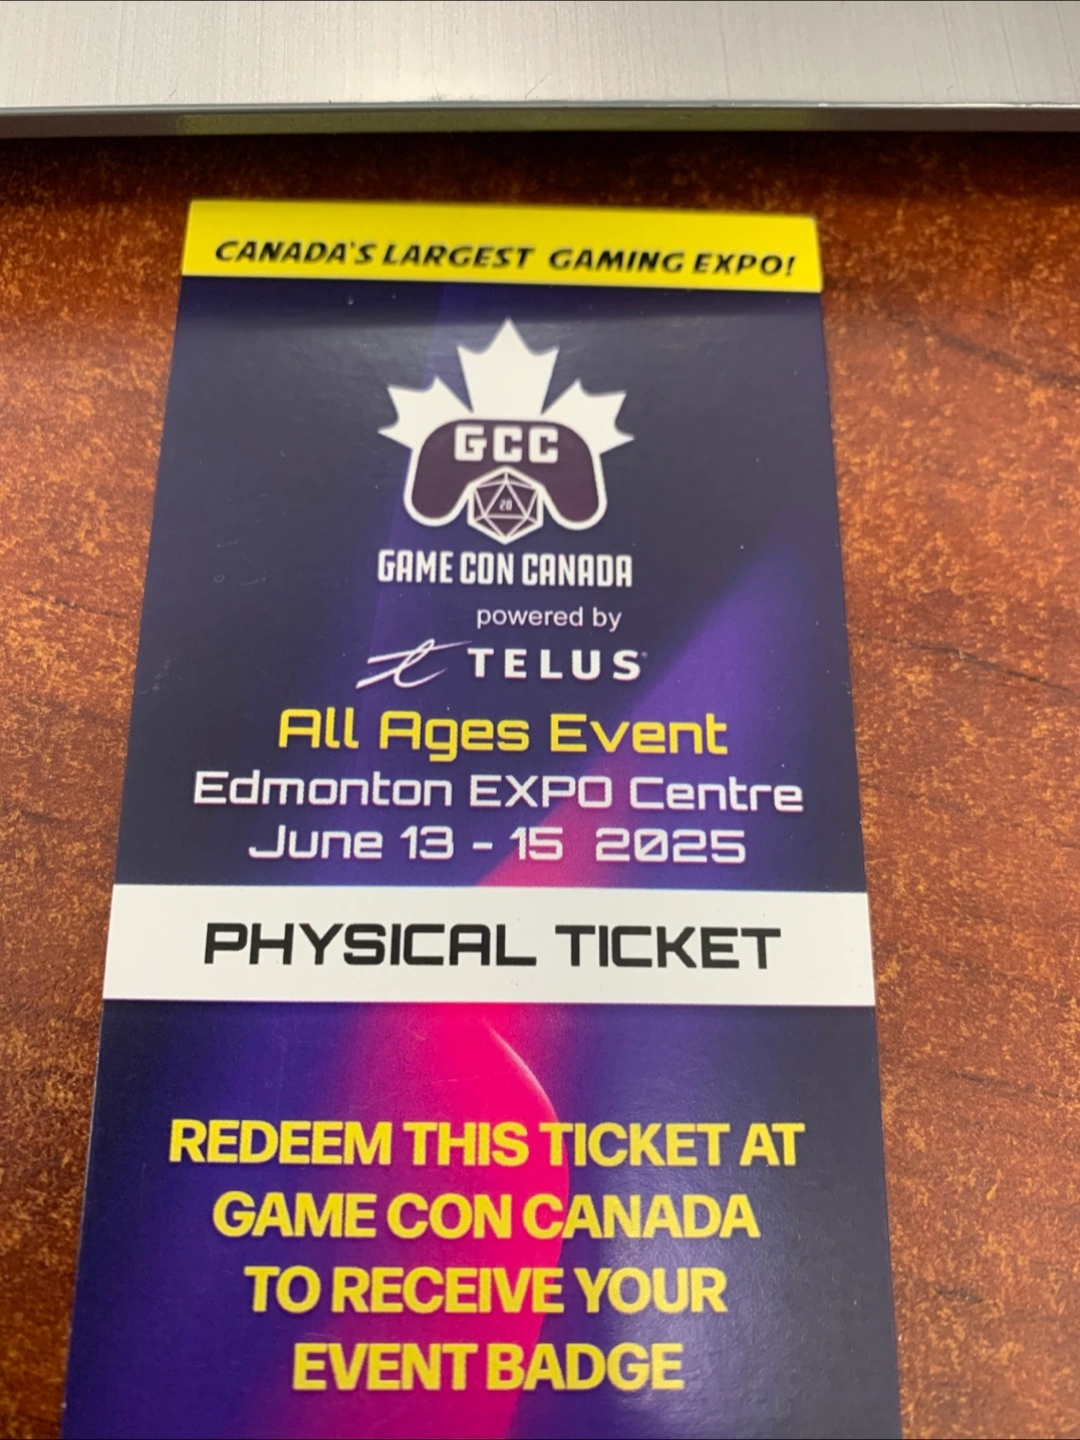 CANADA'S LARGEST GAMING EXPO!
GCC
20
GAME CON CANADA
powered by
TELUS
All Ages Event
Edmonton EXPO Centre
June 13 - 15 2025
PHYSICAL TICKET
REDEEM THIS TICKET AT
GAME CON CANADA
TO RECEIVE YOUR
EVENT BADGE